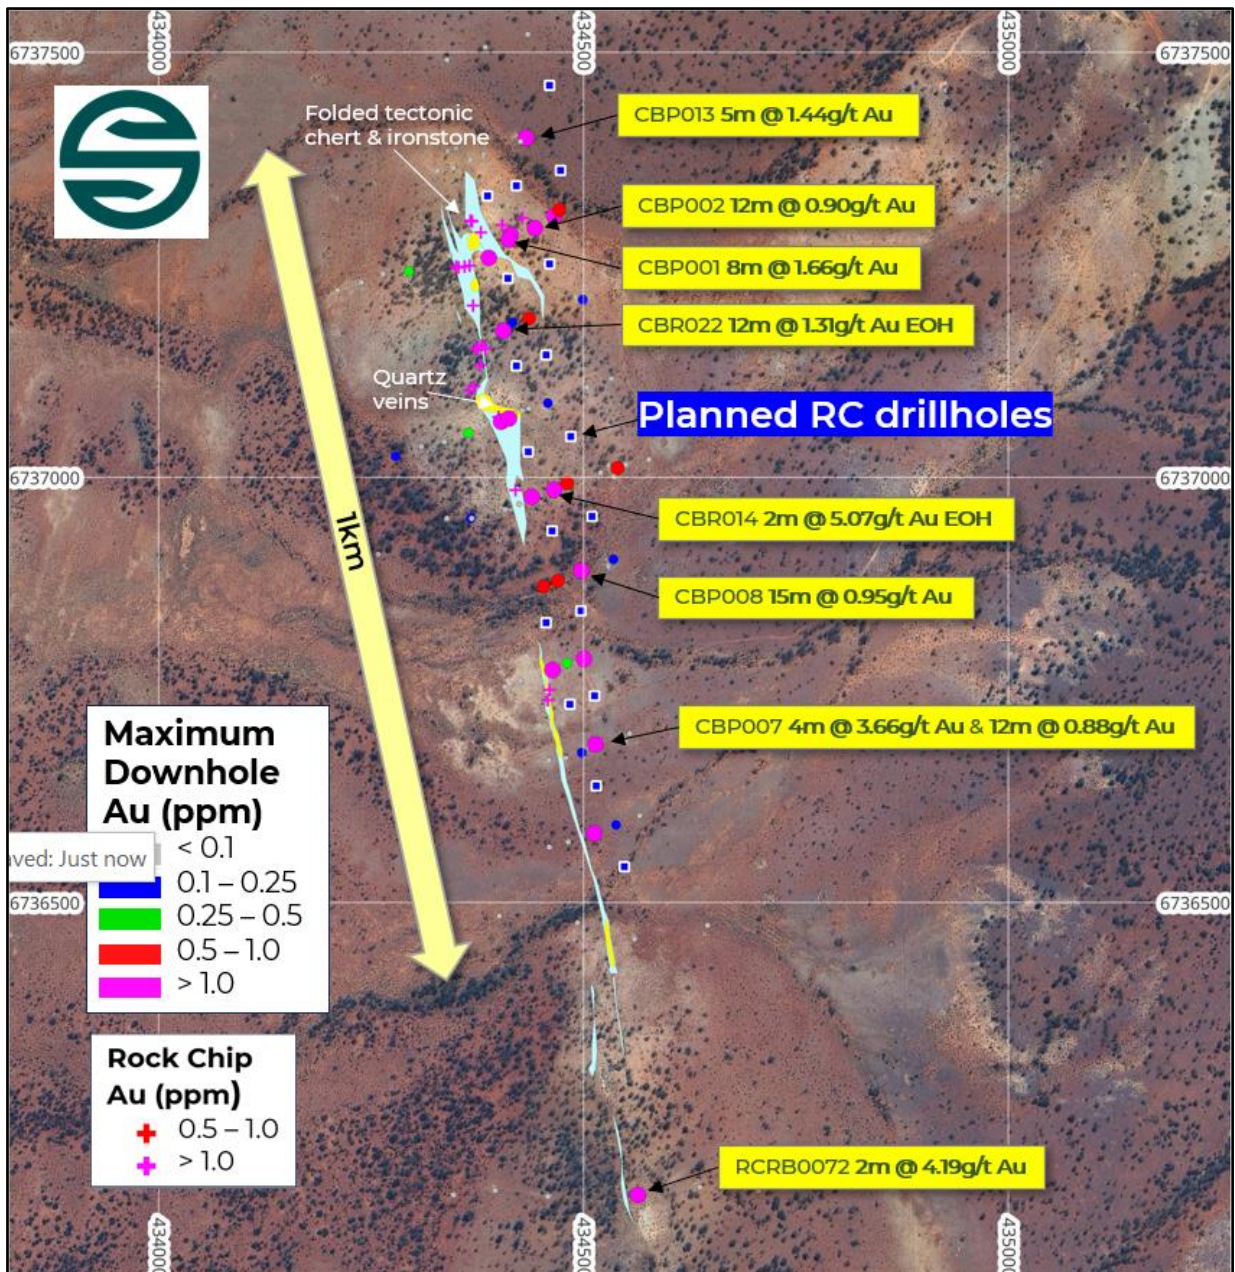 434000
434500
435000
6737500
6737500
Folded tectonic
chert & ironstone
CBP013 5m @ 1.44g/t Au
CBP002 12m @ 0.90g/t Au
CBP001 8m @ 1.66g/t Au
CBR022 12m @ 1.31g/t Au EOH
Quartz
veins
Planned RC drillholes
6737000
6737000
1km
CBR014 2m @ 5.07g/t Au EOH
CBP008 15m @ 0.95g/t Au
CBP007 4m @ 3.66g/t Au & 12m @ 0.88g/t Au
Maximum
Downhole
Au (ppm)
< 0.1
aved: Just now
0.1 – 0.25
0.25 – 0.5
0.5 – 1.0
> 1.0
6736500
6736500
Rock Chip
Au (ppm)
0.5 – 1.0
> 1.0
RCRB0072 2m @ 4.19g/t Au
434000
434500
435000